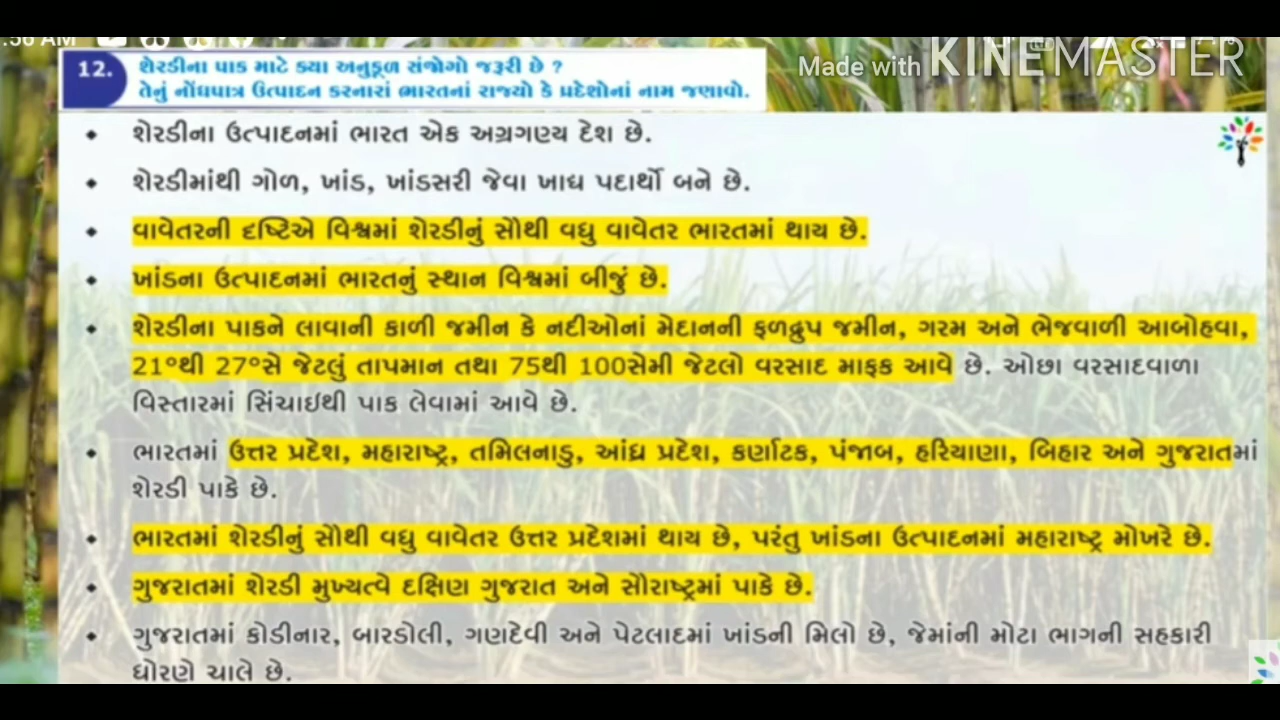 :56 AM
Made with KINEMASTER
12. શેરડીના પાક માટે ક્યા અનુકૂળ સંજોગો જરૂરી છે ?
તેનું નોંધપાત્ર ઉત્પાદન કરનારાં ભારતનાં રાજ્યો કે પ્રદેશોનાં નામ જણાવો.
• શેરડીના ઉત્પાદનમાં ભારત એક અગ્રગણ્ય દેશ છે.
• શેરડીમાંથી ગોળ, ખાંડ, ખાંડસરી જેવા ખાદ્ય પદાર્થો બને છે.
• વાવેતરની દષ્ટિએ વિશ્વમાં શેરડીનું સૌથી વધુ વાવેતર ભારતમાં થાય છે.
• ખાંડના ઉત્પાદનમાં ભારતનું સ્થાન વિશ્વમાં બીજું છે.
• શેરડીના પાકને લાવાની કાળી જમીન કે નદીઓનાં મેદાનની ફળદ્રુપ જમીન, ગરમ અને ભેજવાળી આબોહવા,
21°થી 27°સે જેટલું તાપમાન તથા 75થી 100સેમી જેટલો વરસાદ માફક આવે છે. ઓછા વરસાદવાળા
વિસ્તારમાં સિંચાઇથી પાક લેવામાં આવે છે.
• ભારતમાં ઉત્તર પ્રદેશ, મહારાષ્ટ્ર, તમિલનાડુ, આંધ્ર પ્રદેશ, કર્ણાટક, પંજાબ, હરિયાણા, બિહાર અને ગુજરાતમાં
શેરડી પાકે છે.
• ભારતમાં શેરડીનું સૌથી વધુ વાવેતર ઉત્તર પ્રદેશમાં થાય છે, પરંતુ ખાંડના ઉત્પાદનમાં મહારાષ્ટ્ર મોખરે છે.
• ગુજરાતમાં શેરડી મુખ્યત્વે દક્ષિણ ગુજરાત અને સૌરાષ્ટ્રમાં પાકે છે.
• ગુજરાતમાં કોડીનાર, બારડોલી, ગણદેવી અને પેટલાદમાં ખાંડની મિલો છે, જેમાંની મોટા ભાગની સહકારી
ધોરણે ચાલે છે.